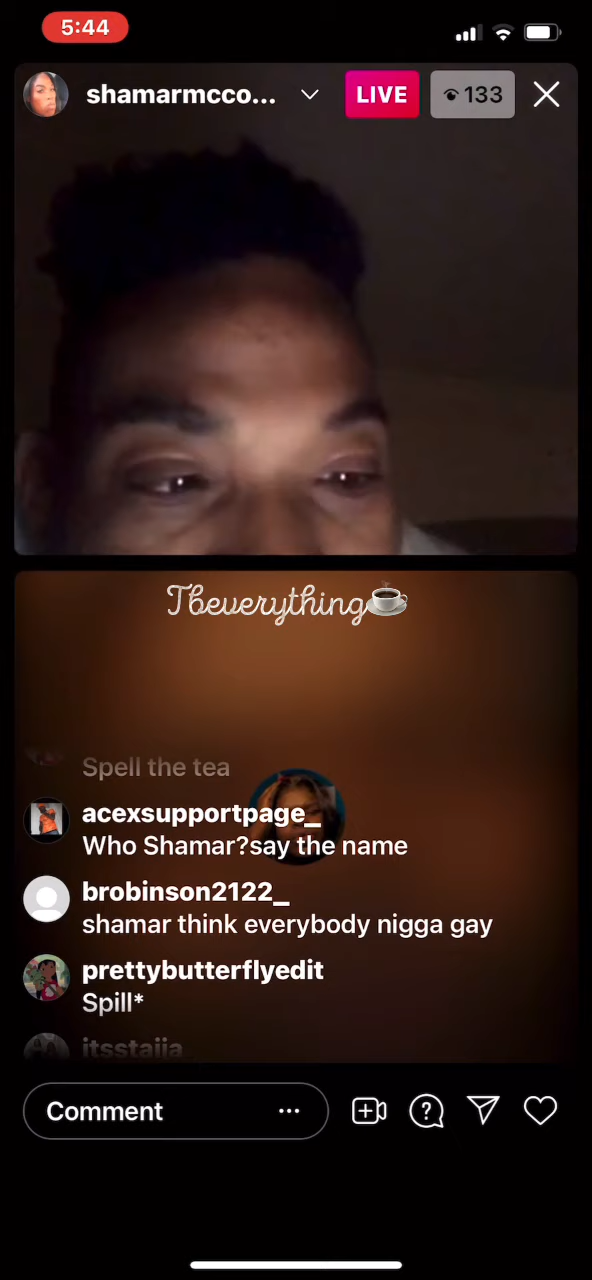 5:44
shamarmcco...
LIVE
133
Tbeverything
Spell the tea
acexsupportpage_
Who Shamar?say the name
brobinson2122_
shamar think everybody nigga gay
prettybutterflyedit
Spill*
itsstaija
Comment